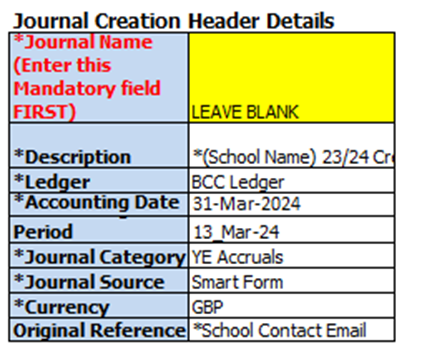 Journal Creation Header Details
*Journal Name
(Enter this
Mandatory field
FIRST) LEAVE BLANK
*Description *(School Name) 23/24 Cr
*Ledger BCC Ledger
*Accounting Date 31-Mar-2024
Period 13_Mar-24
*Journal Category YE Accruals
*Journal Source Smart Form
*Currency GBP
Original Reference *School Contact Email